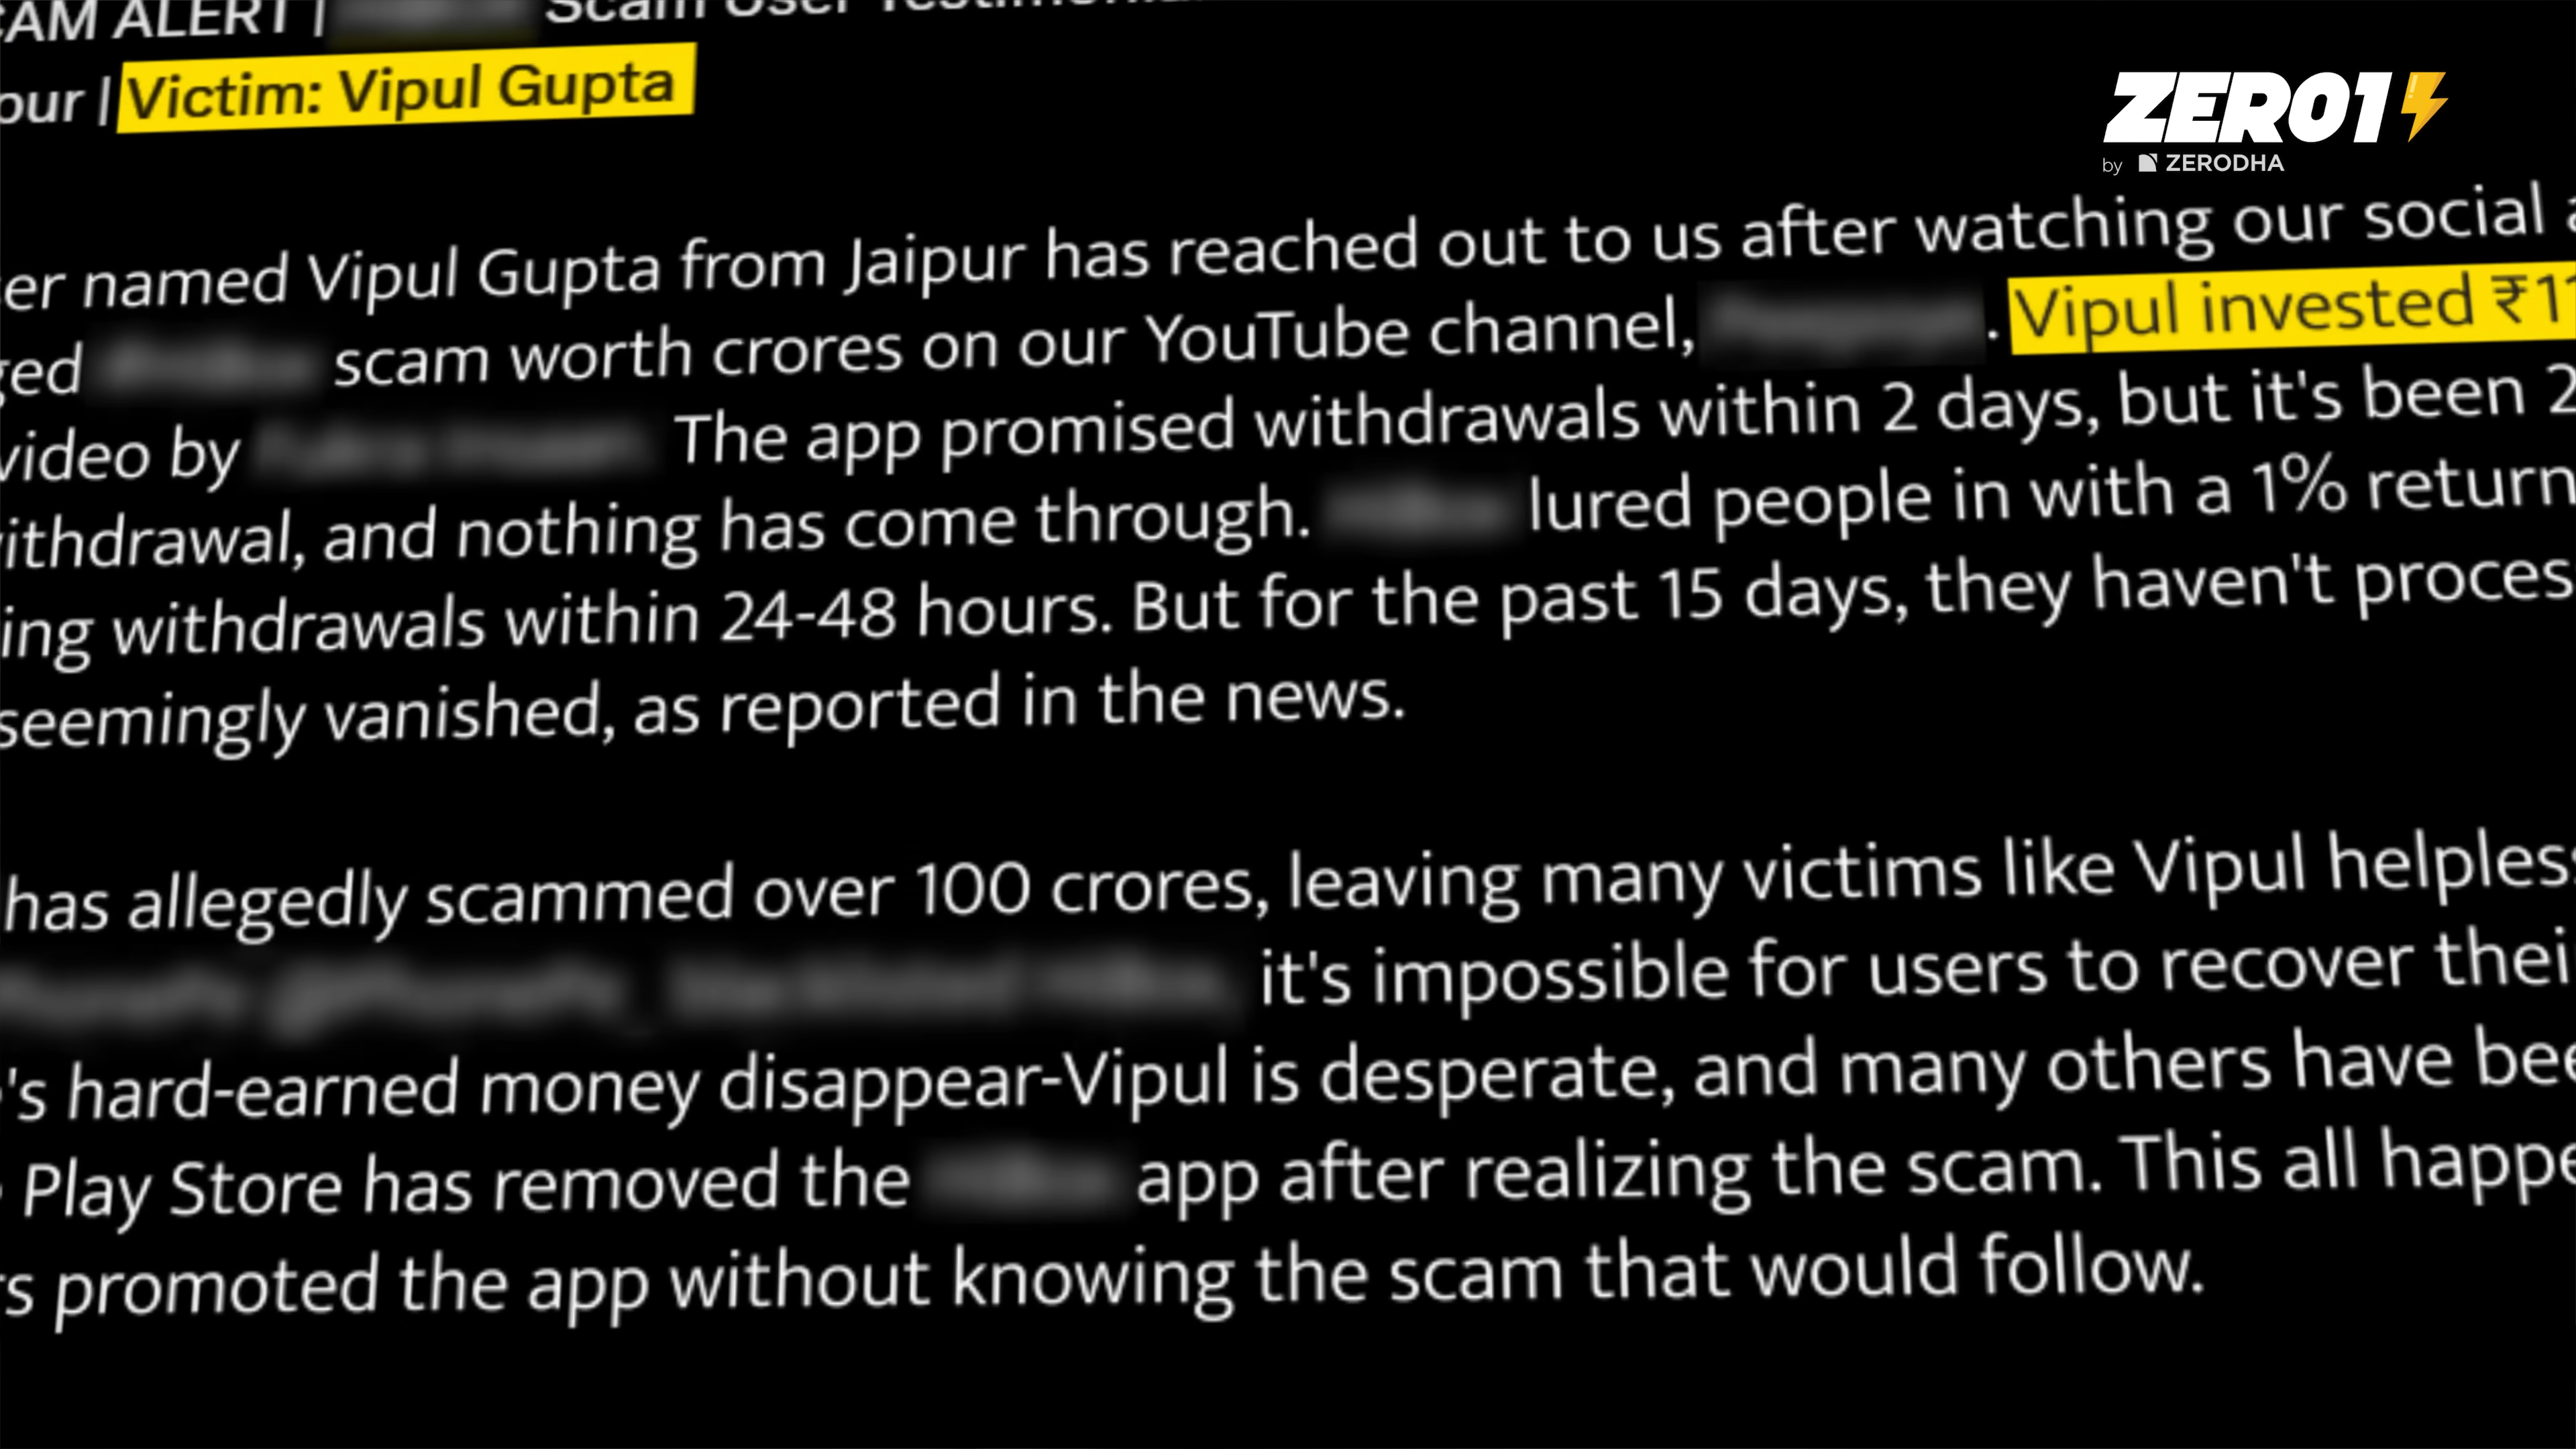 CAM ALERT | Scam User Testimonial
our | Victim: Vipul Gupta
ZERO1
by ZERODHA
er named Vipul Gupta from Jaipur has reached out to us after watching our social a
ged scam worth crores on our YouTube channel, . Vipul invested ₹11
video by The app promised withdrawals within 2 days, but it's been 2
ithdrawal, and nothing has come through. lured people in with a 1% return
ing withdrawals within 24-48 hours. But for the past 15 days, they haven't proces
seemingly vanished, as reported in the news.
has allegedly scammed over 100 crores, leaving many victims like Vipul helpless
it's impossible for users to recover thei
's hard-earned money disappear-Vipul is desperate, and many others have bee
Play Store has removed the app after realizing the scam. This all happe
rs promoted the app without knowing the scam that would follow.